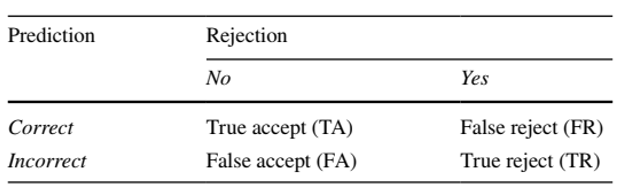 Prediction Rejection
No Yes
Correct True accept (TA) False reject (FR)
Incorrect False accept (FA) True reject (TR)